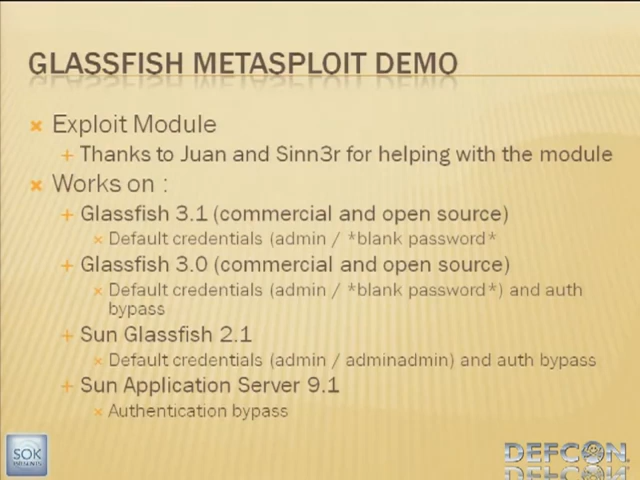 GLASSFISH METASPLOIT DEMO
Exploit Module
Thanks to Juan and Sinn3r for helping with the module
Works on :
Glassfish 3.1 (commercial and open source)
Default credentials (admin / *blank password*
Glassfish 3.0 (commercial and open source)
Default credentials (admin / *blank password*) and auth
bypass
Sun Glassfish 2.1
Default credentials (admin / adminadmin) and auth bypass
Sun Application Server 9.1
Authentication bypass
SOK
DEFCON